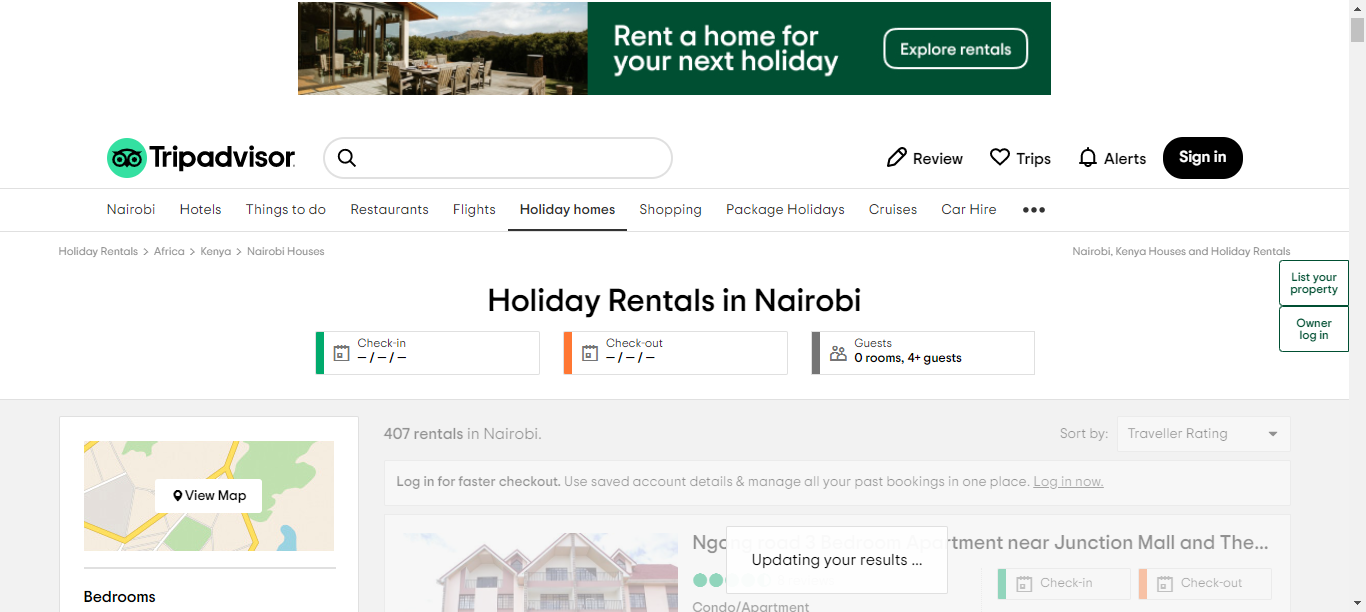 Rent a home for
your next holiday
Explore rentals
Tripadvisor
Review
Trips
Alerts
Sign in
Nairobi
Hotels
Things to do
Restaurants
Flights
Holiday homes
Shopping
Package Holidays
Cruises
Car Hire
Holiday Rentals > Africa > Kenya > Nairobi Houses
Nairobi, Kenya Houses and Holiday Rentals
List your
property
Owner
log in
Holiday Rentals in Nairobi
Check-in
– / – / –
Check-out
– / – / –
Guests
0 rooms, 4+ guests
View Map
Bedrooms
407 rentals in Nairobi.
Sort by:
Traveller Rating
Log in for faster checkout. Use saved account details & manage all your past bookings in one place. Log in now.
Ngong road 3 Bedroom Apartment near Junction Mall and The...
Updating your results ...
Check-in
Check-out
Condo/Apartment